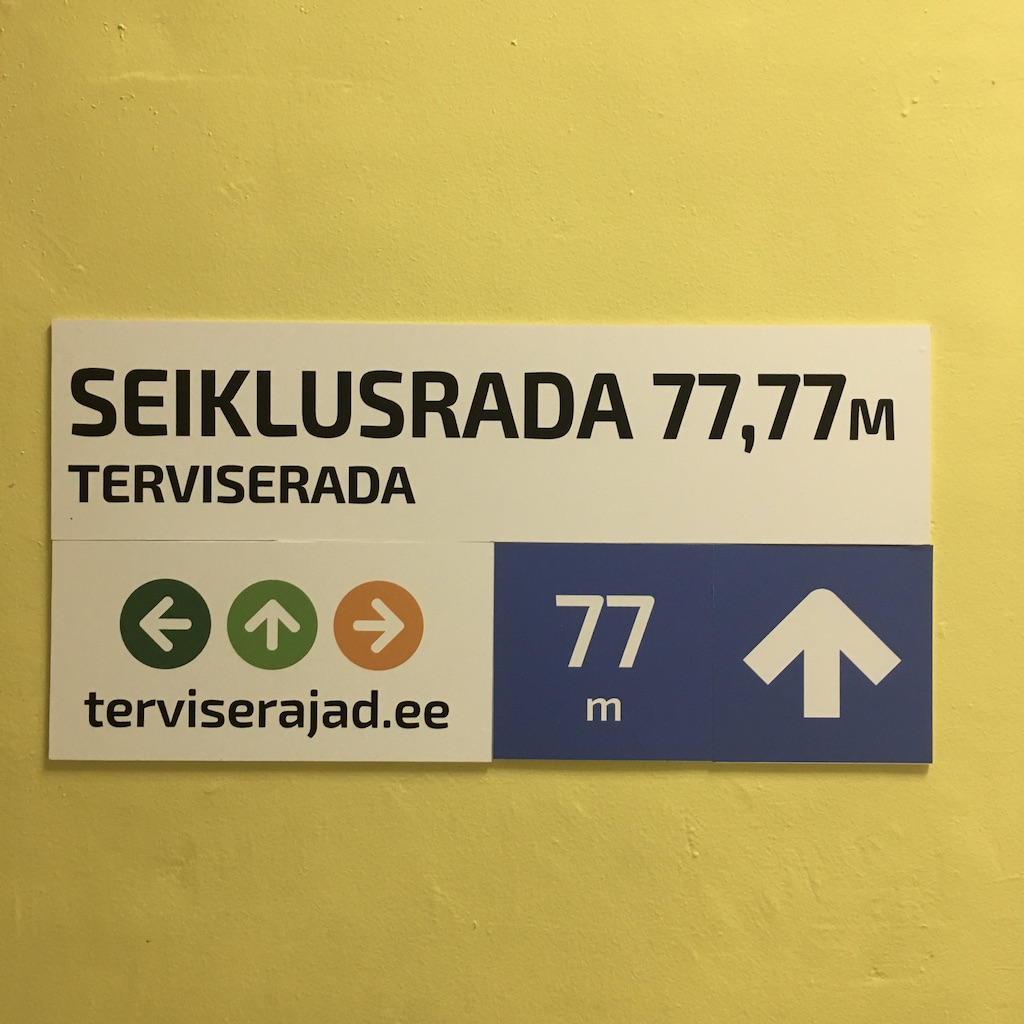 SEIKLUSRADA 77,77M
TERVISERADA
terviserajad.ee
77
m